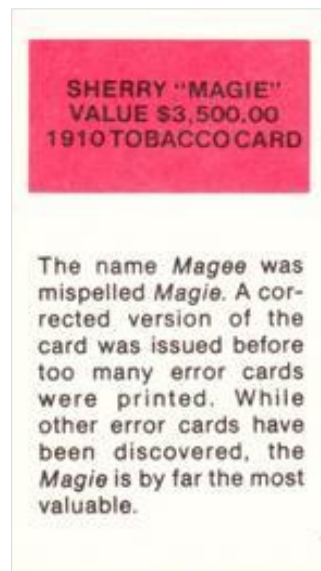 SHERRY "MAGIE"
VALUE $3,500.00
1910 TOBACCO CARD
The name Magee was
mispelled Magie. A cor-
rected version of the
card was issued before
too many error cards
were printed. While
other error cards have
been discovered, the
Magie is by far the most
valuable.